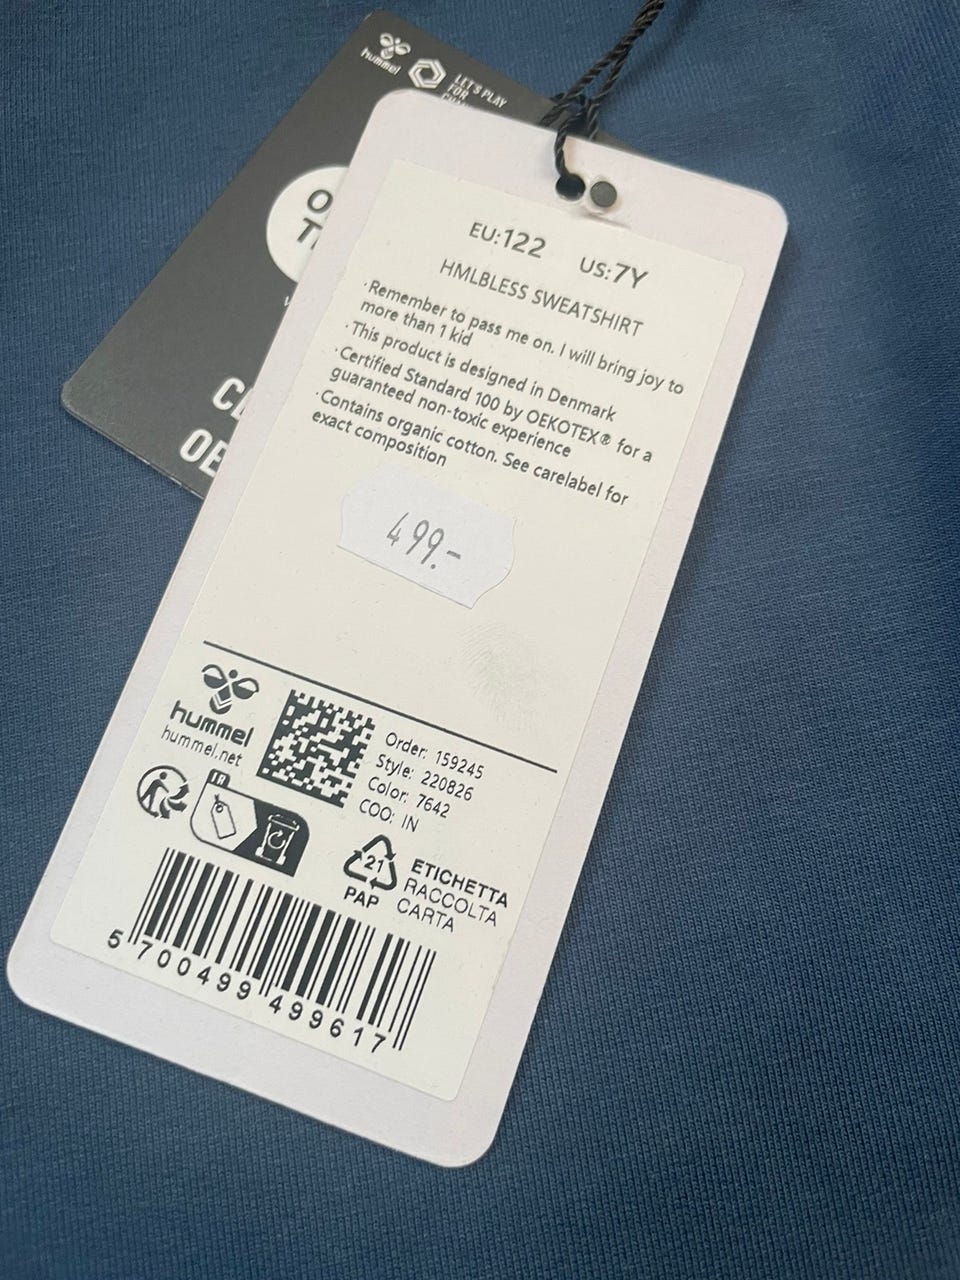 hummel
LET'S PLAY
FOR
EU:122 US:7Y
HMLBLESS SWEATSHIRT
·Remember to pass me on. I will bring joy to
more than 1 kid
·This product is designed in Denmark
·Certified Standard 100 by OEKOTEX® for a
guaranteed non-toxic experience
·Contains organic cotton. See carelabel for
exact composition
499.-
hummel
hummel.net
Order: 159245
Style: 220826
Color: 7642
COO: IN
FR
21
PAP
ETICHETTA
RACCOLTA
CARTA
5 700499 499617